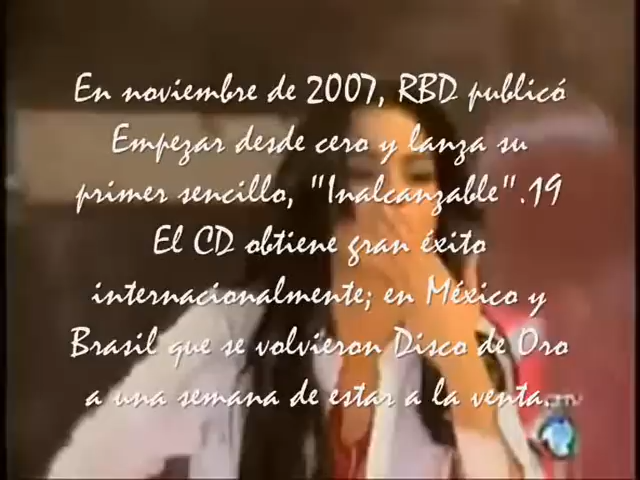 En noviembre de 2007, RBD publicó
Empezar desde cero y lanza su
primer sencillo, "Inalcanzable".19
El CD obtiene gran éxito
internacionalmente; en México y
Brasil que se volvieron Disco de Oro
a una semana de estar a la venta.